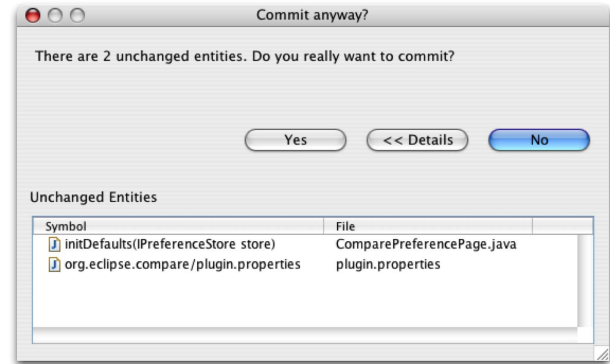 Commit anyway?
There are 2 unchanged entities. Do you really want to commit?
Yes << Details No
Unchanged Entities
Symbol File
initDefaults(IPreferenceStore store) ComparePreferencePage.java
org.eclipse.compare/plugin.properties plugin.properties